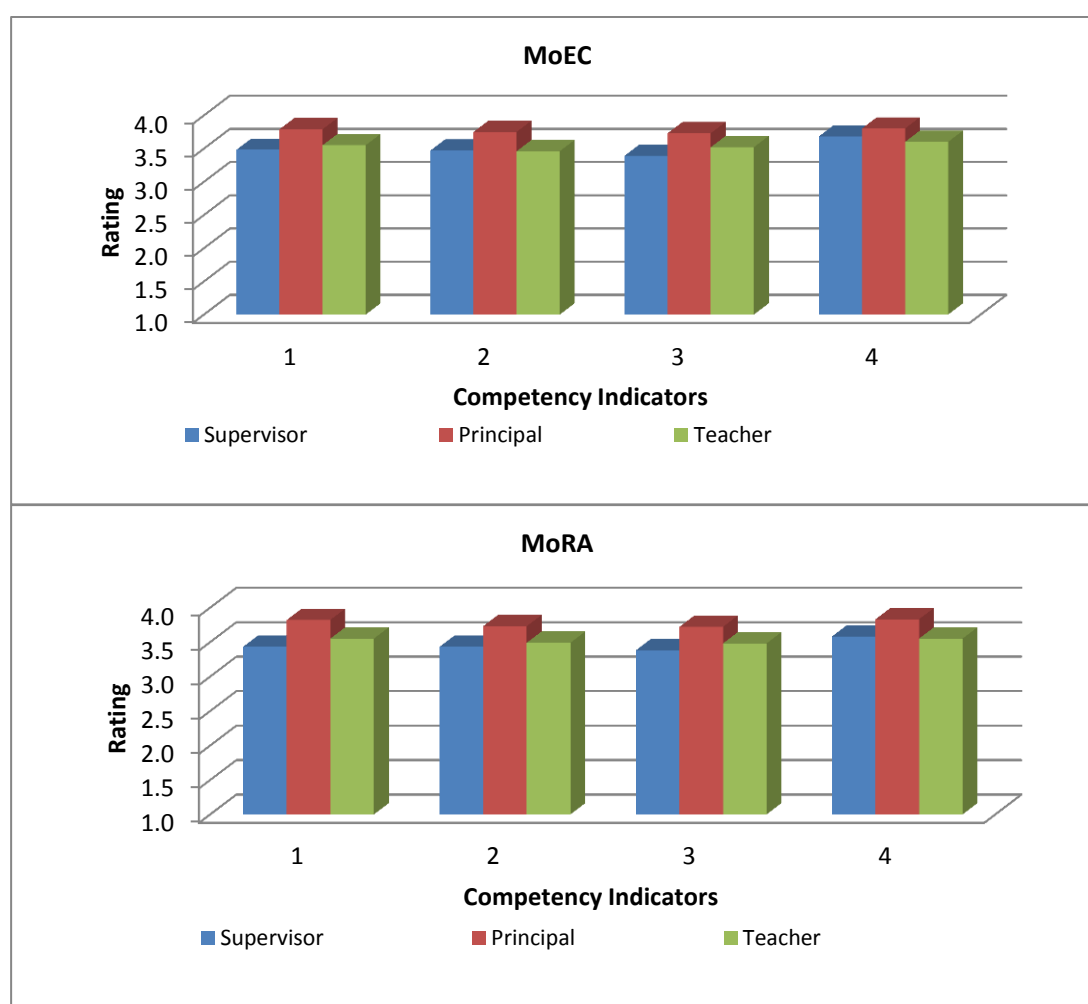 MoEC
4.0
3.5
3.0
2.5
2.0
1.5
1.0
Rating
1 2 3 4
Competency Indicators
Supervisor Principal Teacher
MoRA
4.0
3.5
3.0
2.5
2.0
1.5
1.0
Rating
1 2 3 4
Competency Indicators
Supervisor Principal Teacher